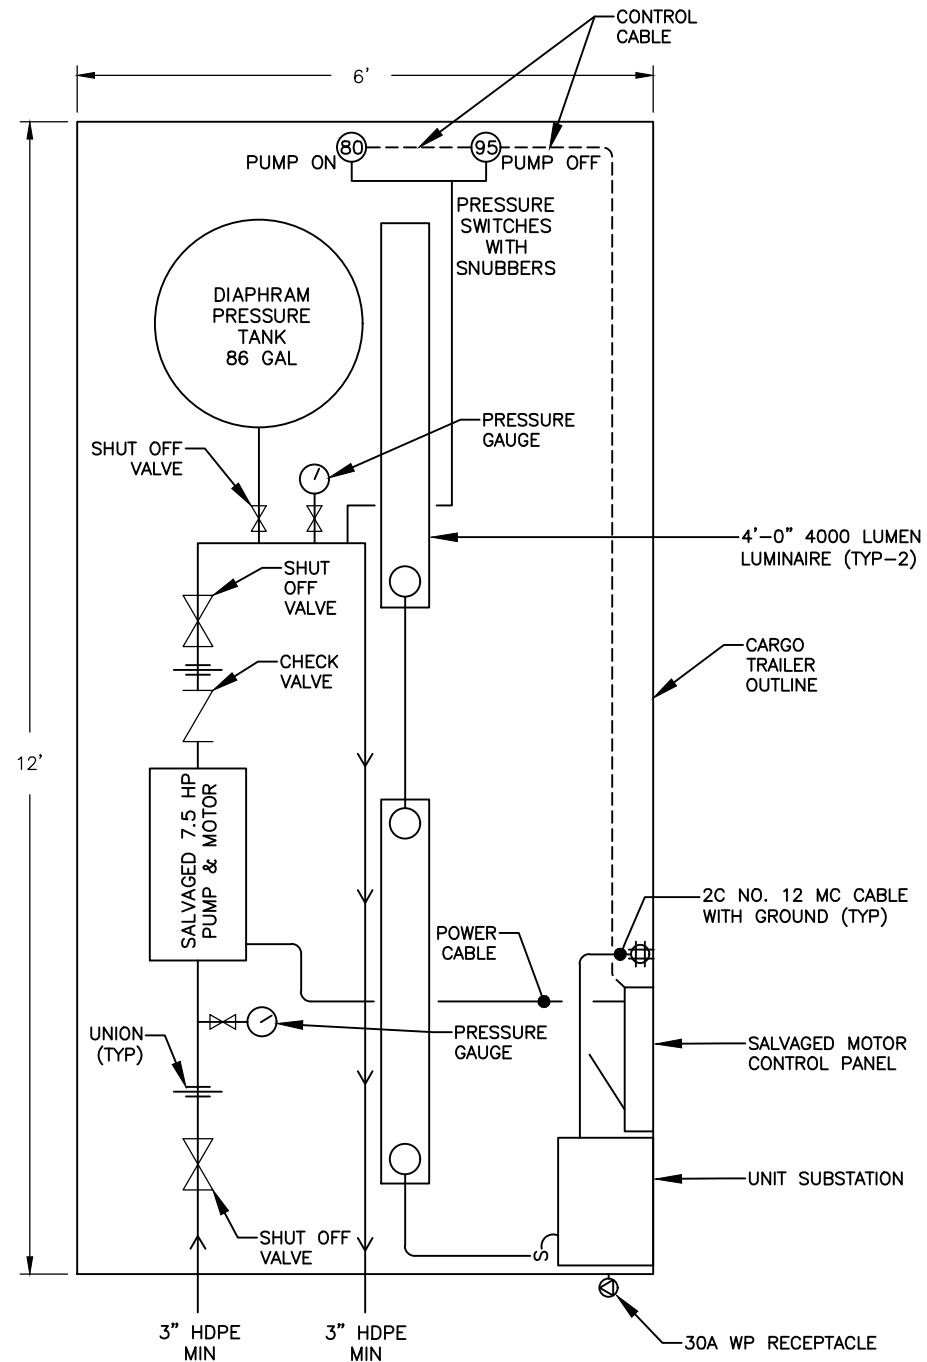 CONTROL
CABLE
6'
80
95
PUMP ON
PUMP OFF
PRESSURE
SWITCHES
WITH
SNUBBERS
DIAPHRAM
PRESSURE
TANK
86 GAL
PRESSURE
GAUGE
SHUT OFF
VALVE
4'-0" 4000 LUMEN
LUMINAIRE (TYP-2)
SHUT
OFF
VALVE
CHECK
VALVE
CARGO
TRAILER
OUTLINE
12'
SALVAGED 7.5 HP
PUMP & MOTOR
2C NO. 12 MC CABLE
WITH GROUND (TYP)
POWER
CABLE
UNION
(TYP)
PRESSURE
GAUGE
SALVAGED MOTOR
CONTROL PANEL
UNIT SUBSTATION
SHUT OFF
VALVE
S
3" HDPE
MIN
3" HDPE
MIN
30A WP RECEPTACLE